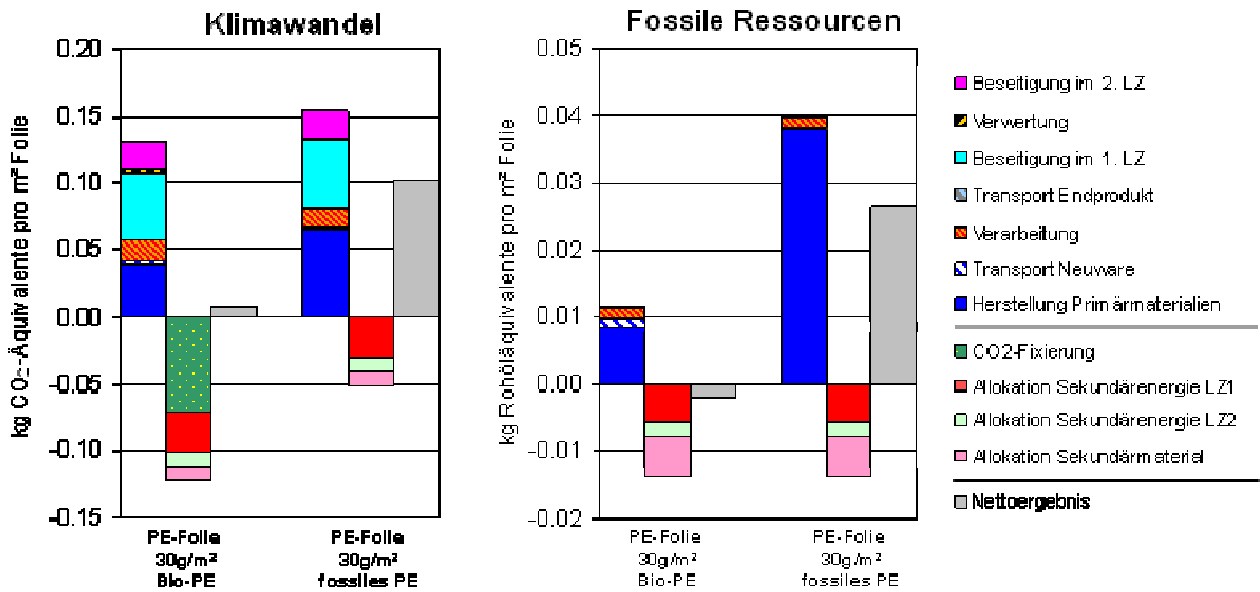 Klimawandel
kg CO₂-Äquivalente pro m² Folie
0.20
0.15
0.10
0.05
0.00
-0.05
-0.10
-0.15
PE-Folie
30g/m²
Bio-PE
PE-Folie
30g/m²
fossiles PE
Fossile Ressourcen
kg Rohöläquivalente pro m² Folie
0.05
0.04
0.03
0.02
0.01
0.00
-0.01
-0.02
PE-Folie
30g/m²
Bio-PE
PE-Folie
30g/m²
fossiles PE
Beseitigung im 2. LZ
Verwertung
Beseitigung im 1. LZ
Transport Endprodukt
Verarbeitung
Transport Neuware
Herstellung Primärmaterialien
CO2-Fixierung
Allokation Sekundärenergie LZ1
Allokation Sekundärenergie LZ2
Allokation Sekundärmaterial
Nettoergebnis